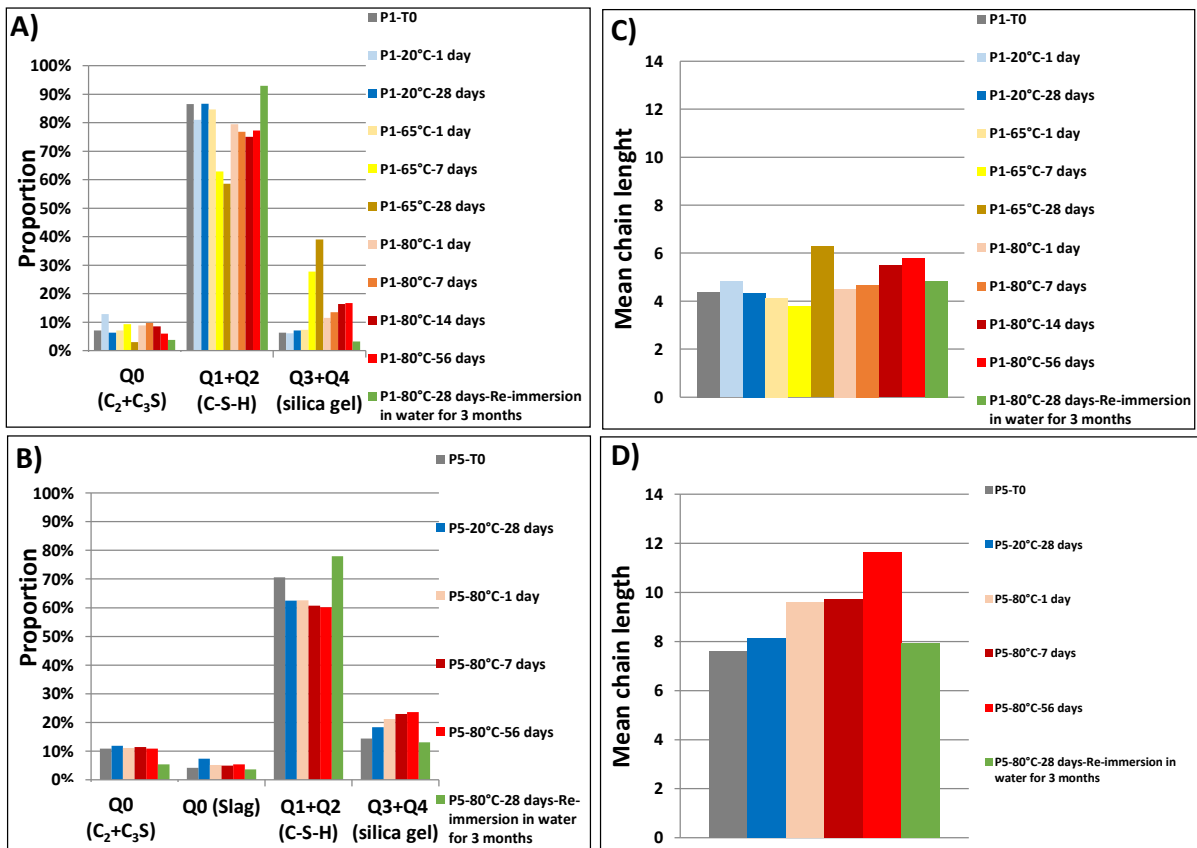 A)
Proportion
100%
90%
80%
70%
60%
50%
40%
30%
20%
10%
0%
Q0
(C₂+C₃S)
Q1+Q2
(C-S-H)
Q3+Q4
(silica gel)
P1-T0
P1-20°C-1 day
P1-20°C-28 days
P1-65°C-1 day
P1-65°C-7 days
P1-65°C-28 days
P1-80°C-1 day
P1-80°C-7 days
P1-80°C-14 days
P1-80°C-56 days
P1-80°C-28 days-Re-immersion
in water for 3 months
C)
Mean chain lenght
14
12
10
8
6
4
2
0
P1-T0
P1-20°C-1 day
P1-20°C-28 days
P1-65°C-1 day
P1-65°C-7 days
P1-65°C-28 days
P1-80°C-1 day
P1-80°C-7 days
P1-80°C-14 days
P1-80°C-56 days
P1-80°C-28 days-Re-immersion
in water for 3 months
B)
Proportion
100%
90%
80%
70%
60%
50%
40%
30%
20%
10%
0%
Q0
(C₂+C₃S)
Q0 (Slag)
Q1+Q2
(C-S-H)
Q3+Q4
(silica gel)
P5-T0
P5-20°C-28 days
P5-80°C-1 day
P5-80°C-7 days
P5-80°C-56 days
P5-80°C-28 days-Re-
immersion in water
for 3 months
D)
Mean chain length
14
12
10
8
6
4
2
0
P5-T0
P5-20°C-28 days
P5-80°C-1 day
P5-80°C-7 days
P5-80°C-56 days
P5-80°C-28 days-Re-immersion in
water for 3 months